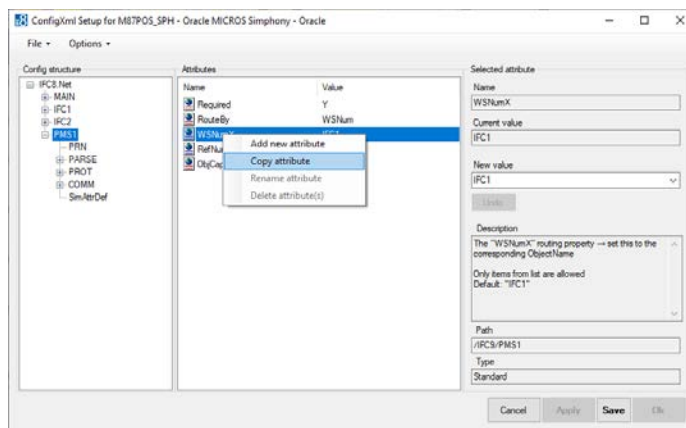 ConfigXml Setup for M87POS_SPH - Oracle MICROS Simphony - Oracle
File
Options
Config structure
IFC8.Net
MAIN
IFC1
IFC2
PMS1
PRN
PARSE
PROT
COMM
SimAttrDef
Attributes
Name Value
Required Y
RouteBy WSNum
WSNumX IFC1
RefNu
ObjCap
Add new attribute
Copy attribute
Rename attribute
Delete attribute(s)
Selected attribute
Name
WSNumX
Current value
IFC1
New value
IFC1
Undo
Description
The "WSNumX" routing property → set this to the
corresponding ObjectName
Only items from list are allowed
Default: "IFC1"
Path
/IFC9/PMS1
Type
Standard
Cancel Apply Save Ok